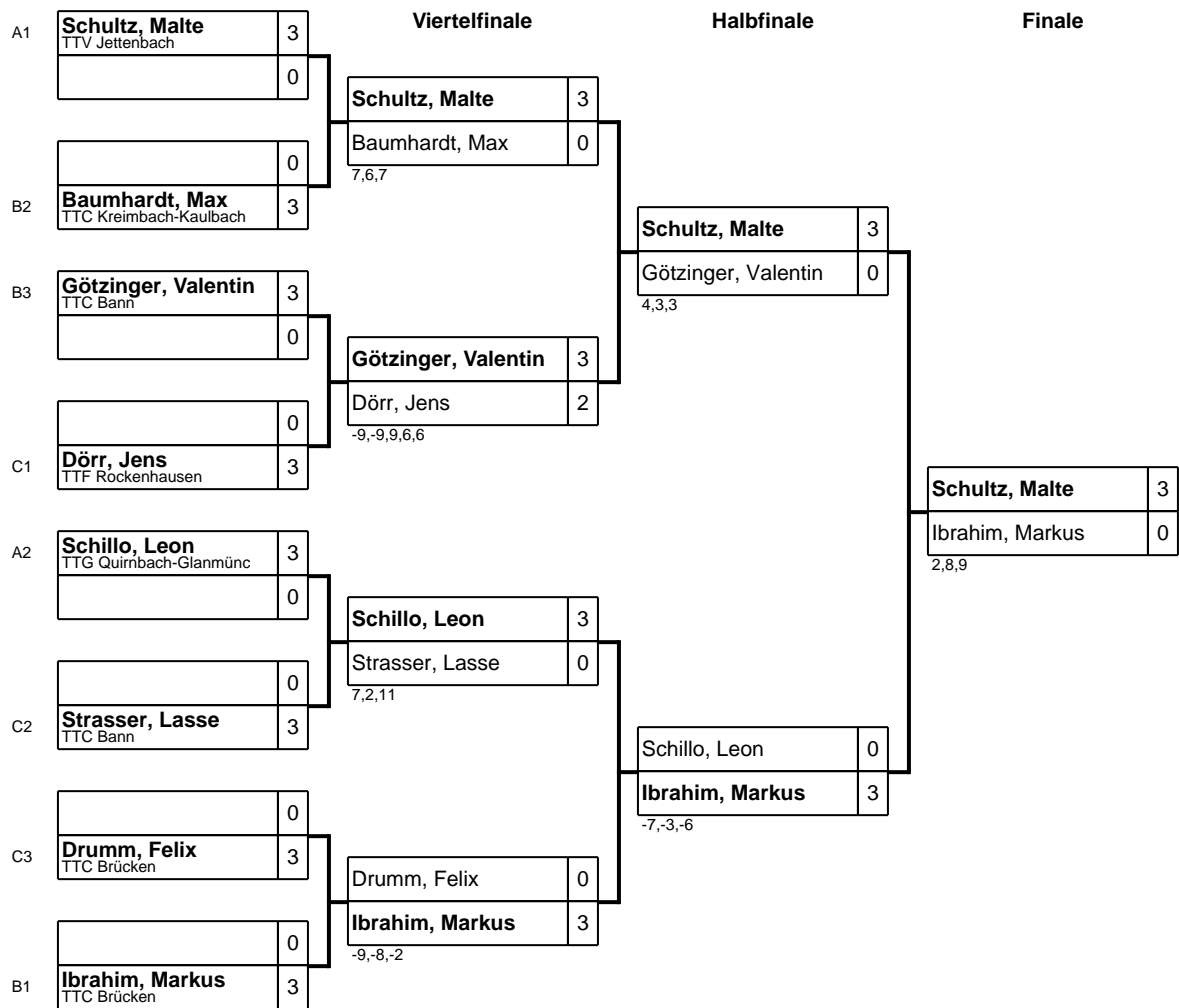 Viertelfinale
Halbfinale
Finale
A1
Schultz, Malte 3
TTV Jettenbach
0
0
B2
Baumhardt, Max 3
TTC Kreimbach-Kaulbach
B3
Götzinger, Valentin 3
TTC Bann
0
0
C1
Dörr, Jens 3
TTF Rockenhausen
A2
Schillo, Leon 3
TTG Quirnbach-Glanmünc
0
0
C2
Strasser, Lasse 3
TTC Bann
0
C3
Drumm, Felix 3
TTC Brücken
0
B1
Ibrahim, Markus 3
TTC Brücken
Schultz, Malte 3
Baumhardt, Max 0
7,6,7
Götzinger, Valentin 3
Dörr, Jens 2
-9,-9,9,6,6
Schillo, Leon 3
Strasser, Lasse 0
7,2,11
Drumm, Felix 0
Ibrahim, Markus 3
-9,-8,-2
Schultz, Malte 3
Götzinger, Valentin 0
4,3,3
Schillo, Leon 0
Ibrahim, Markus 3
-7,-3,-6
Schultz, Malte 3
Ibrahim, Markus 0
2,8,9